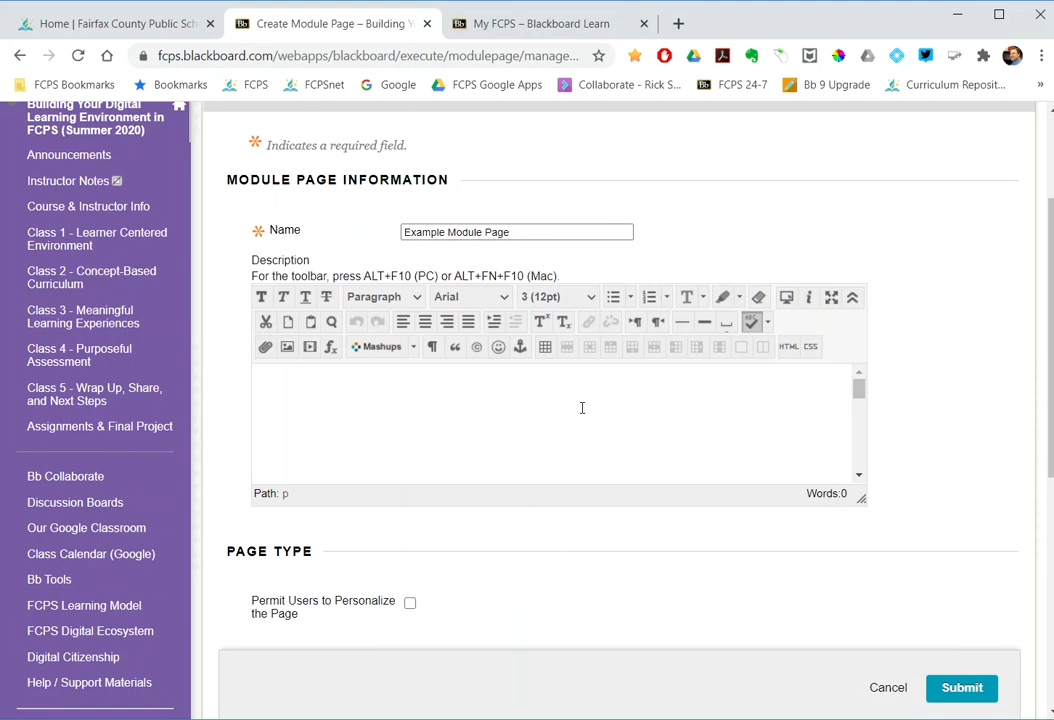 Home | Fairfax County Public Sch
Create Module Page – Building Y
My FCPS – Blackboard Learn
fcps.blackboard.com/webapps/blackboard/execute/modulepage/manage...
FCPS Bookmarks
Bookmarks
FCPS
FCPSnet
Google
FCPS Google Apps
Collaborate - Rick S...
FCPS 24-7
Bb 9 Upgrade
Curriculum Reposit...
»
Building Your Digital
Learning Environment in
FCPS (Summer 2020)
Announcements
Instructor Notes
Course & Instructor Info
Class 1 - Learner Centered
Environment
Class 2 - Concept-Based
Curriculum
Class 3 - Meaningful
Learning Experiences
Class 4 - Purposeful
Assessment
Class 5 - Wrap Up, Share,
and Next Steps
Assignments & Final Project
Bb Collaborate
Discussion Boards
Our Google Classroom
Class Calendar (Google)
Bb Tools
FCPS Learning Model
FCPS Digital Ecosystem
Digital Citizenship
Help / Support Materials
Indicates a required field.
MODULE PAGE INFORMATION
Name
Example Module Page
Description
For the toolbar, press ALT+F10 (PC) or ALT+FN+F10 (Mac).
T T T T Paragraph Arial 3 (12pt) T
Mashups HTML CSS
Path: p
Words:0
PAGE TYPE
Permit Users to Personalize
the Page
Cancel
Submit